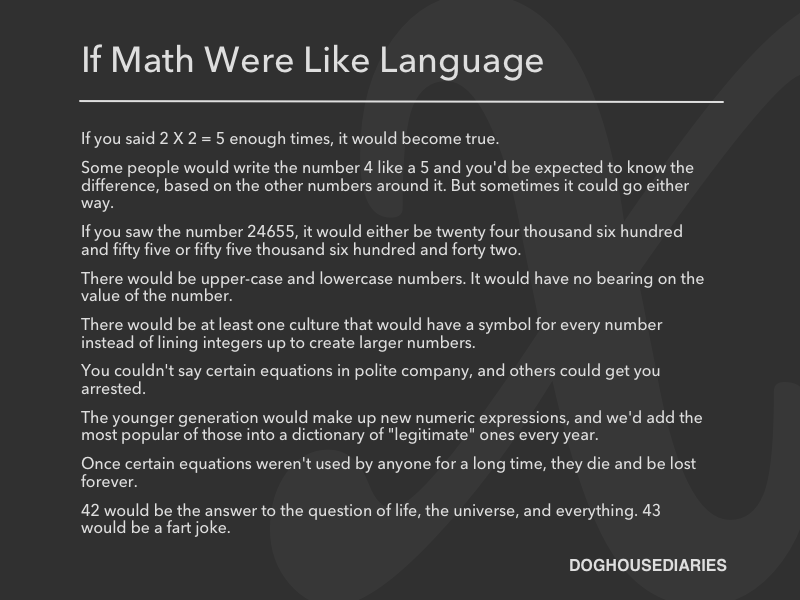 If Math Were Like Language
If you said 2 X 2 = 5 enough times, it would become true.
Some people would write the number 4 like a 5 and you'd be expected to know the
difference, based on the other numbers around it. But sometimes it could go either
way.
If you saw the number 24655, it would either be twenty four thousand six hundred
and fifty five or fifty five thousand six hundred and forty two.
There would be upper-case and lowercase numbers. It would have no bearing on the
value of the number.
There would be at least one culture that would have a symbol for every number
instead of lining integers up to create larger numbers.
You couldn't say certain equations in polite company, and others could get you
arrested.
The younger generation would make up new numeric expressions, and we'd add the
most popular of those into a dictionary of "legitimate" ones every year.
Once certain equations weren't used by anyone for a long time, they die and be lost
forever.
42 would be the answer to the question of life, the universe, and everything. 43
would be a fart joke.
DOGHOUSEDIARIES